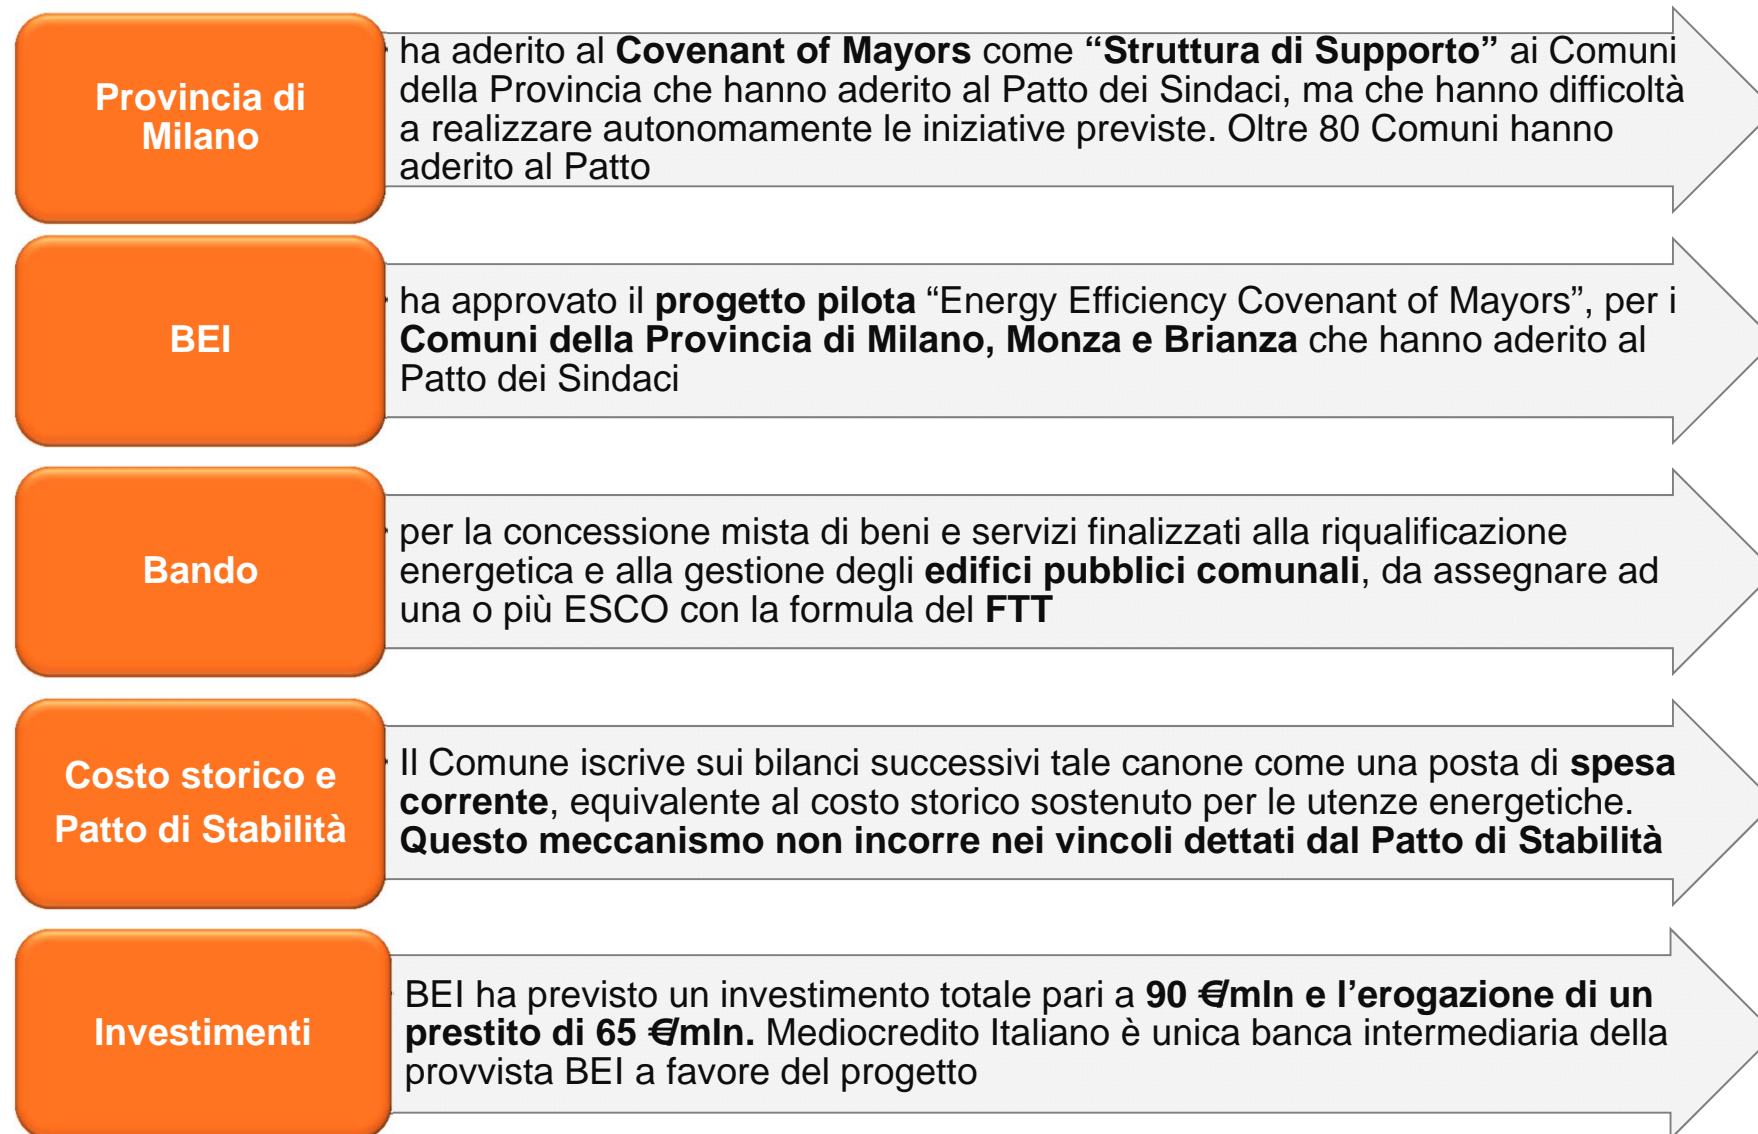 Provincia di
Milano
ha aderito al Covenant of Mayors come “Struttura di Supporto” ai Comuni
della Provincia che hanno aderito al Patto dei Sindaci, ma che hanno difficoltà
a realizzare autonomamente le iniziative previste. Oltre 80 Comuni hanno
aderito al Patto
BEI
ha approvato il progetto pilota “Energy Efficiency Covenant of Mayors”, per i
Comuni della Provincia di Milano, Monza e Brianza che hanno aderito al
Patto dei Sindaci
Bando
per la concessione mista di beni e servizi finalizzati alla riqualificazione
energetica e alla gestione degli edifici pubblici comunali, da assegnare ad
una o più ESCO con la formula del FTT
Costo storico e
Patto di Stabilità
Il Comune iscrive sui bilanci successivi tale canone come una posta di spesa
corrente, equivalente al costo storico sostenuto per le utenze energetiche.
Questo meccanismo non incorre nei vincoli dettati dal Patto di Stabilità
Investimenti
BEI ha previsto un investimento totale pari a 90 €/mln e l’erogazione di un
prestito di 65 €/mln. Mediocredito Italiano è unica banca intermediaria della
provvista BEI a favore del progetto